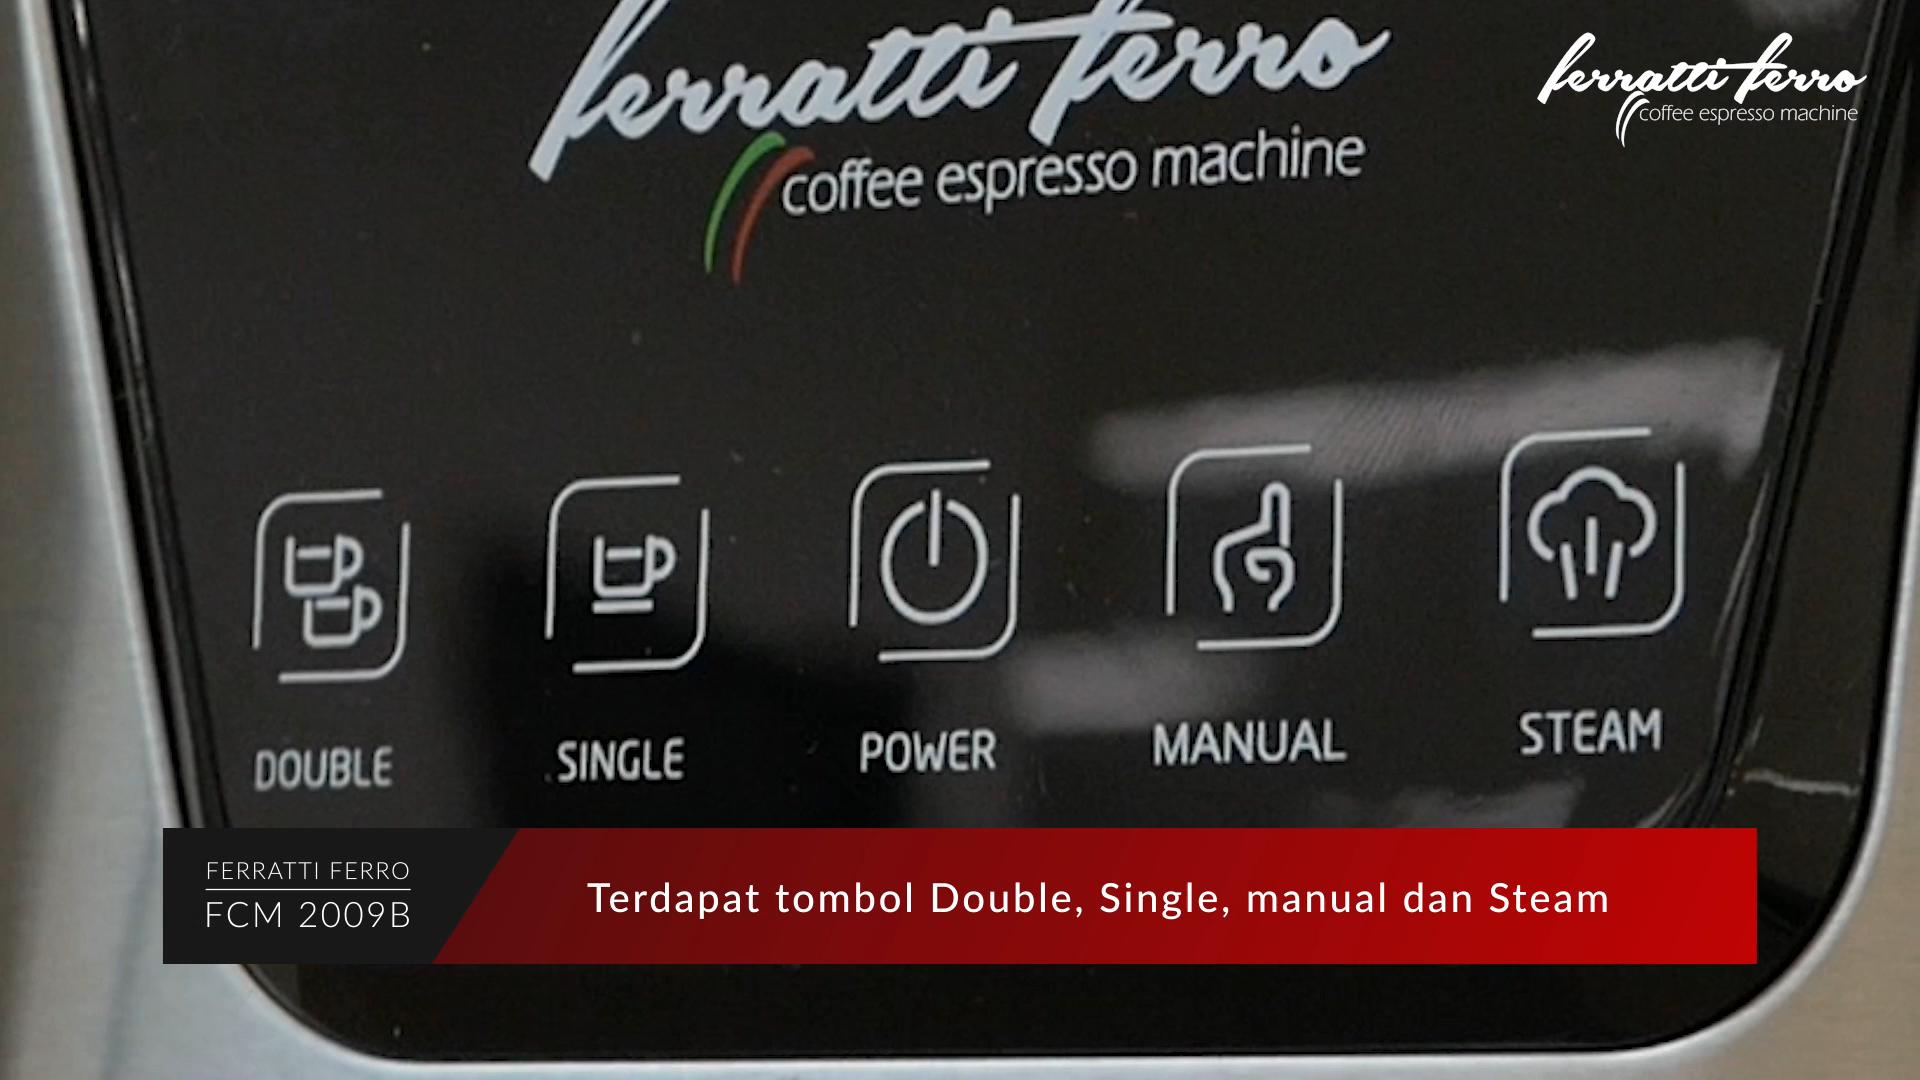 ferratti ferro
coffee espresso machine
ferratti ferro
coffee espresso machine
DOUBLE
SINGLE
POWER
MANUAL
STEAM
FERRATTI FERRO
FCM 2009B
Terdapat tombol Double, Single, manual dan Steam